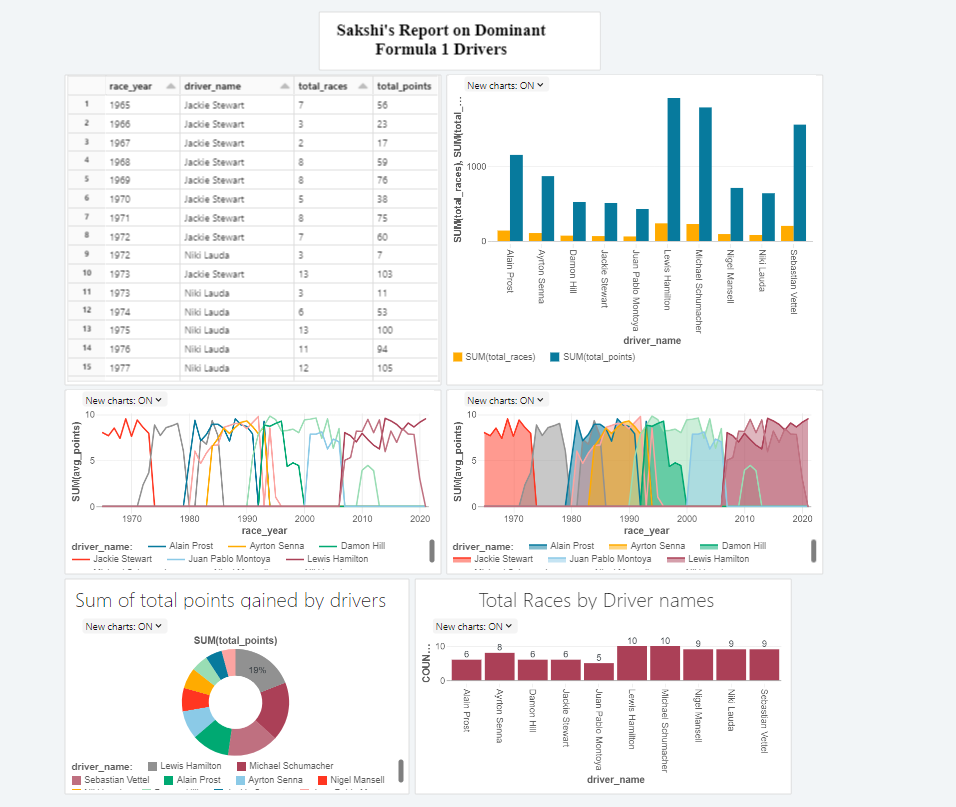 Sakshi's Report on Dominant
Formula 1 Drivers
race_year driver_name total_races total_points
1 1965 Jackie Stewart 7 56
2 1966 Jackie Stewart 3 23
3 1967 Jackie Stewart 2 17
4 1968 Jackie Stewart 8 59
5 1969 Jackie Stewart 8 76
6 1970 Jackie Stewart 5 38
7 1971 Jackie Stewart 8 75
8 1972 Jackie Stewart 7 60
9 1972 Niki Lauda 3 7
10 1973 Jackie Stewart 13 103
11 1973 Niki Lauda 3 11
12 1974 Niki Lauda 6 53
13 1975 Niki Lauda 13 100
14 1976 Niki Lauda 11 94
15 1977 Niki Lauda 12 105
New charts: ON
SUM(total_races), SUM(total_...
1000
0
Alain Prost
Ayrton Senna
Damon Hill
Jackie Stewart
Juan Pablo Montoya
Lewis Hamilton
Michael Schumacher
Nigel Mansell
Niki Lauda
Sebastian Vettel
driver_name
SUM(total_races) SUM(total_points)
New charts: ON
SUM(avg_points)
10
5
0
1970 1980 1990 2000 2010 2020
race_year
driver_name: Alain Prost Ayrton Senna Damon Hill
Jackie Stewart Juan Pablo Montoya Lewis Hamilton
New charts: ON
SUM(avg_points)
10
5
0
1970 1980 1990 2000 2010 2020
race_year
driver_name: Alain Prost Ayrton Senna Damon Hill
Jackie Stewart Juan Pablo Montoya Lewis Hamilton
Sum of total points gained by drivers
New charts: ON
SUM(total_points)
19%
driver_name: Lewis Hamilton Michael Schumacher
Sebastian Vettel Alain Prost Ayrton Senna Nigel Mansell
Total Races by Driver names
New charts: ON
COUN...
10
0
6 8 6 6 5 10 10 9 9 9
Alain Prost
Ayrton Senna
Damon Hill
Jackie Stewart
Juan Pablo Montoya
Lewis Hamilton
Michael Schumacher
Nigel Mansell
Niki Lauda
Sebastian Vettel
driver_name